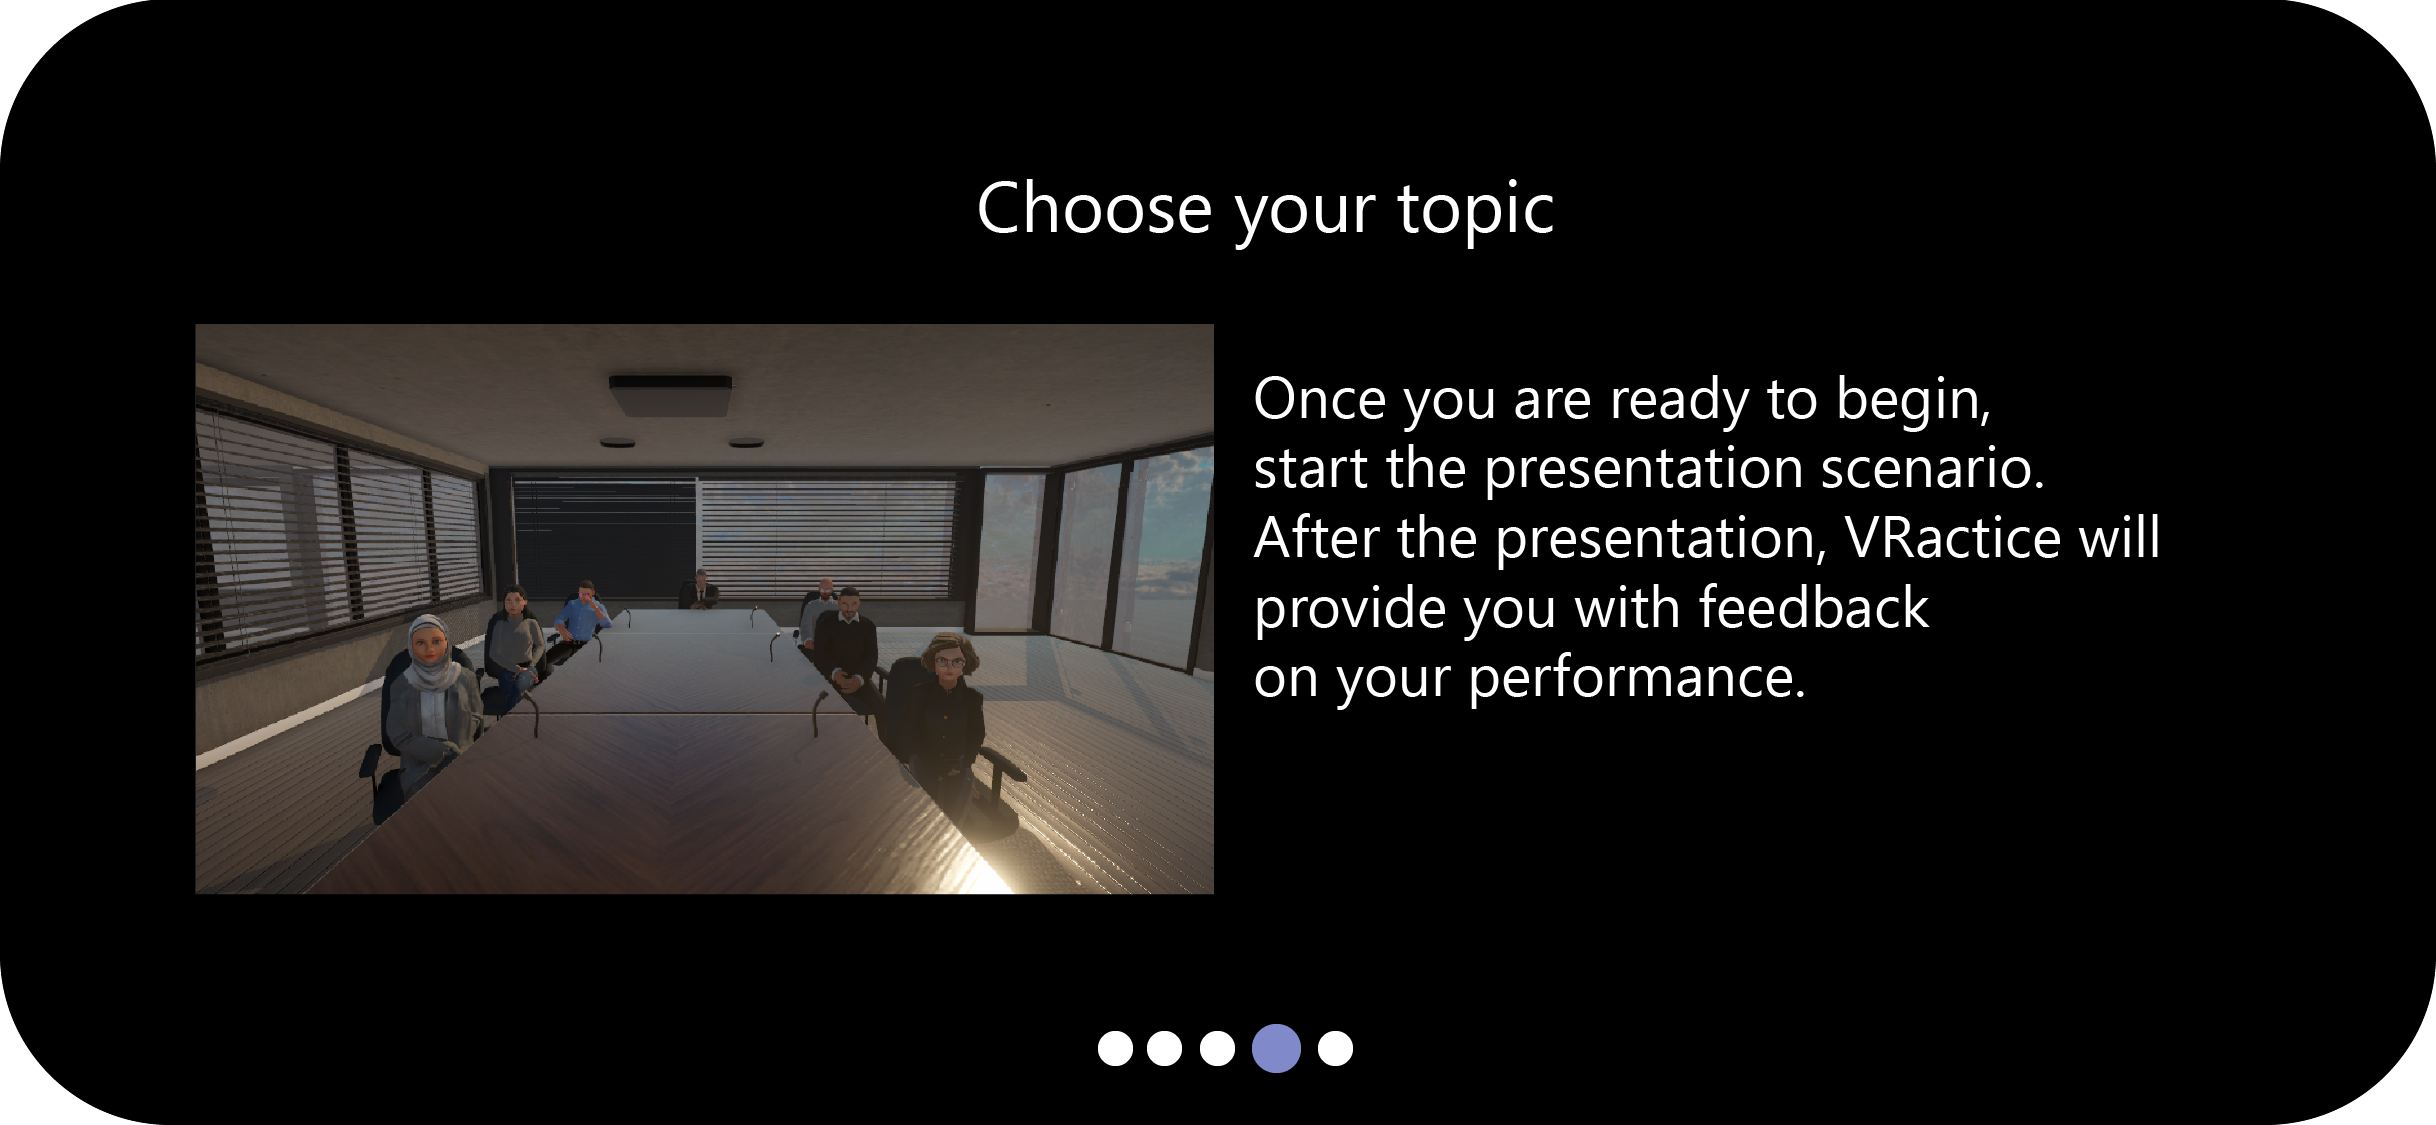 Choose your topic
Once you are ready to begin,
start the presentation scenario.
After the presentation, VRactice will
provide you with feedback
on your performance.